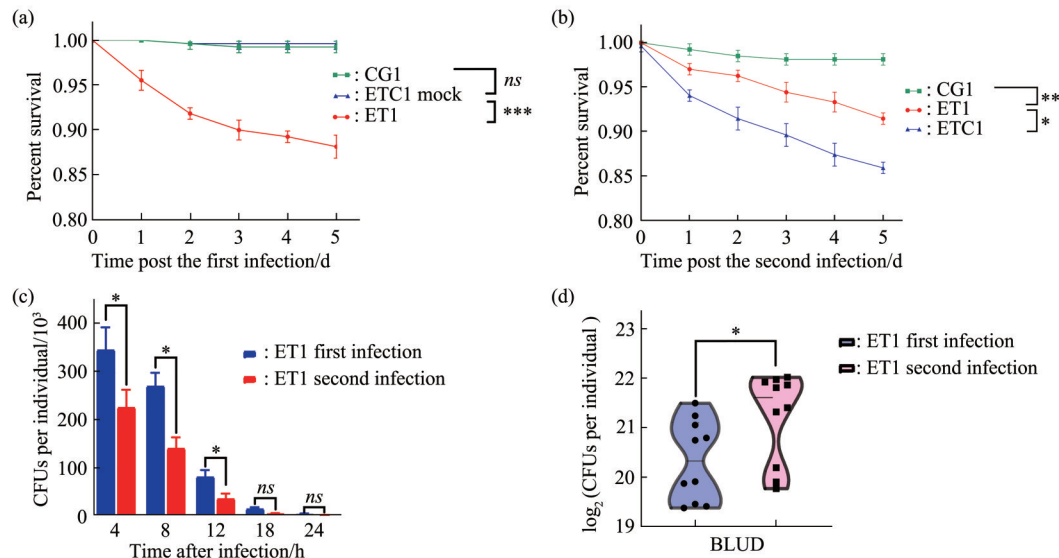 (a)
1.00
0.95
0.90
0.85
0.80
Percent survival
0 1 2 3 4 5
Time post the first infection/d
: CG1
: ETC1 mock
: ET1
ns
***
(b)
1.00
0.95
0.90
0.85
0.80
Percent survival
0 1 2 3 4 5
Time post the second infection/d
: CG1
: ET1
: ETC1
**
*
(c)
400
300
200
100
0
CFUs per individual/10³
* * * ns ns
4 8 12 18 24
Time after infection/h
: ET1 first infection
: ET1 second infection
(d)
23
22
21
20
19
log₂ (CFUs per individual )
*
BLUD
: ET1 first infection
: ET1 second infection